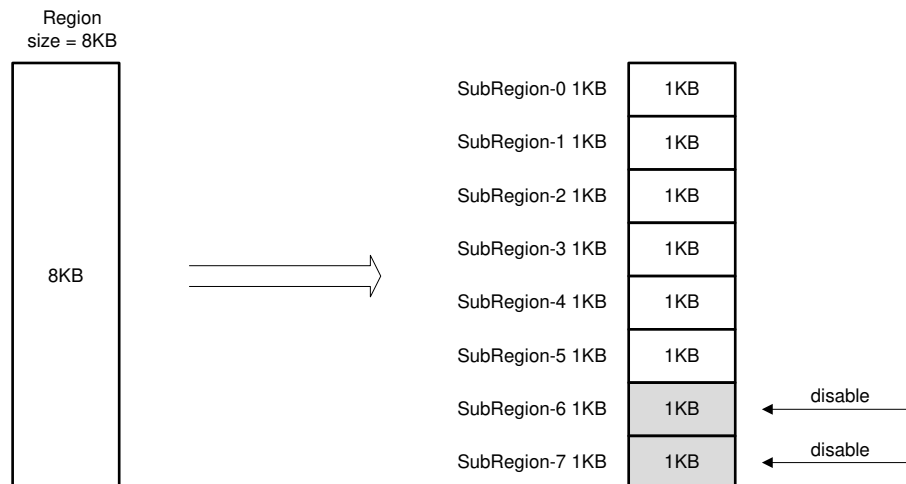 Region
size = 8KB
8KB
SubRegion-0 1KB 1KB
SubRegion-1 1KB 1KB
SubRegion-2 1KB 1KB
SubRegion-3 1KB 1KB
SubRegion-4 1KB 1KB
SubRegion-5 1KB 1KB
SubRegion-6 1KB 1KB disable
SubRegion-7 1KB 1KB disable